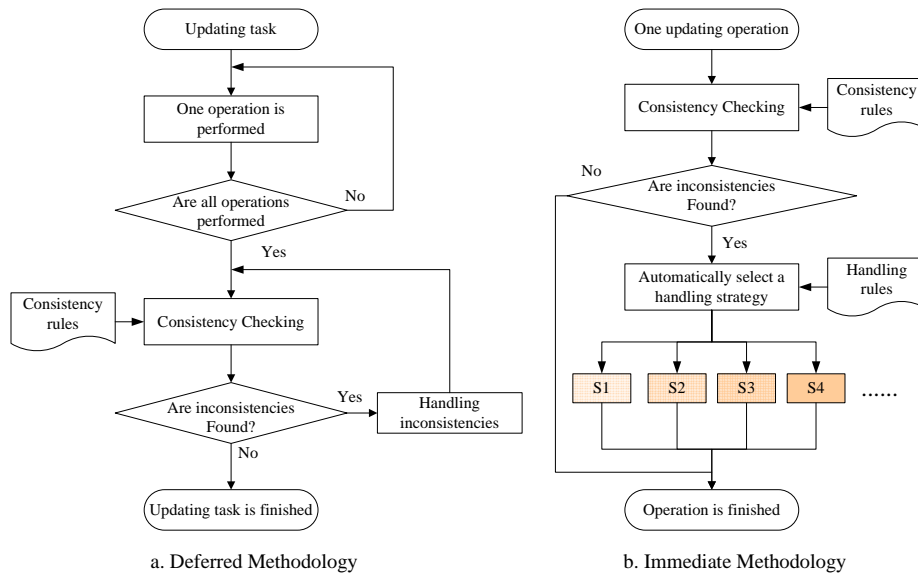 Updating task
One operation is
performed
Are all operations
performed
No
Yes
Consistency
rules
Consistency Checking
Are inconsistencies
Found?
Yes
Handling
inconsistencies
No
Updating task is finished
a. Deferred Methodology
One updating operation
Consistency Checking
Consistency
rules
No
Are inconsistencies
Found?
Yes
Automatically select a
handling strategy
Handling
rules
S1
S2
S3
S4
......
Operation is finished
b. Immediate Methodology